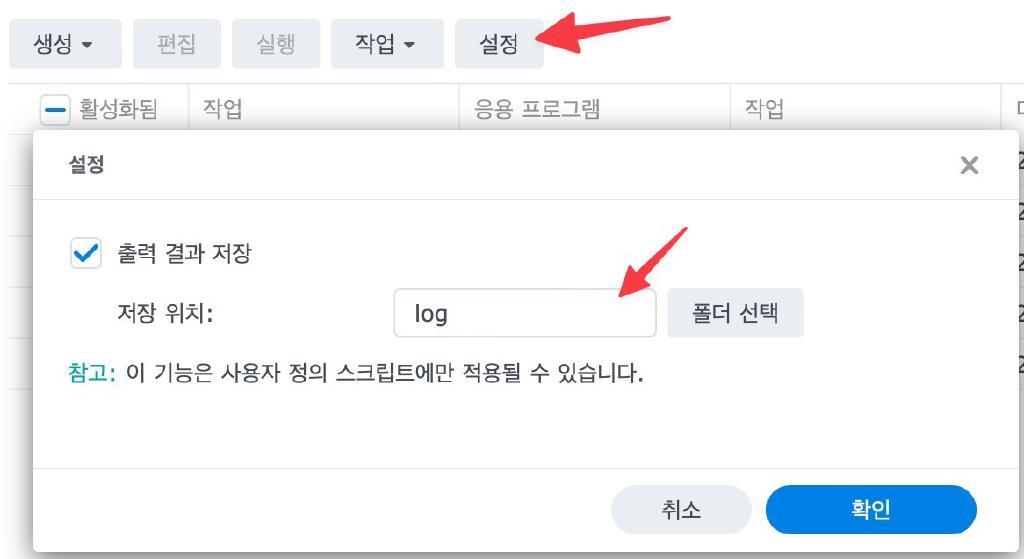 생성 편집 실행 작업 설정
활성화됨 작업 응용 프로그램 작업
설정
출력 결과 저장
저장 위치: log 폴더 선택
참고: 이 기능은 사용자 정의 스크립트에만 적용될 수 있습니다.
취소 확인